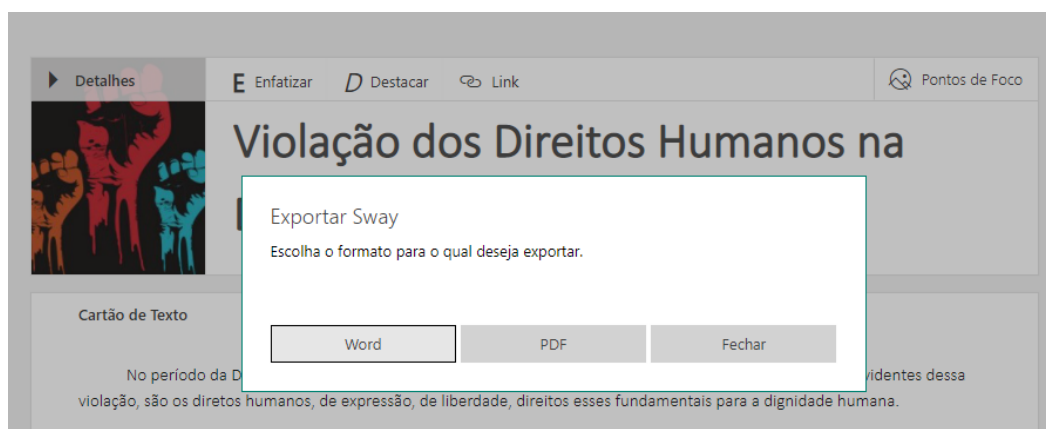 Detalhes
E Enfatizar D Destacar Link
Pontos de Foco
Violação dos Direitos Humanos na
Exportar Sway
Escolha o formato para o qual deseja exportar.
Word PDF Fechar
Cartão de Texto
No período da D
videntes dessa
violação, são os diretos humanos, de expressão, de liberdade, direitos esses fundamentais para a dignidade humana.